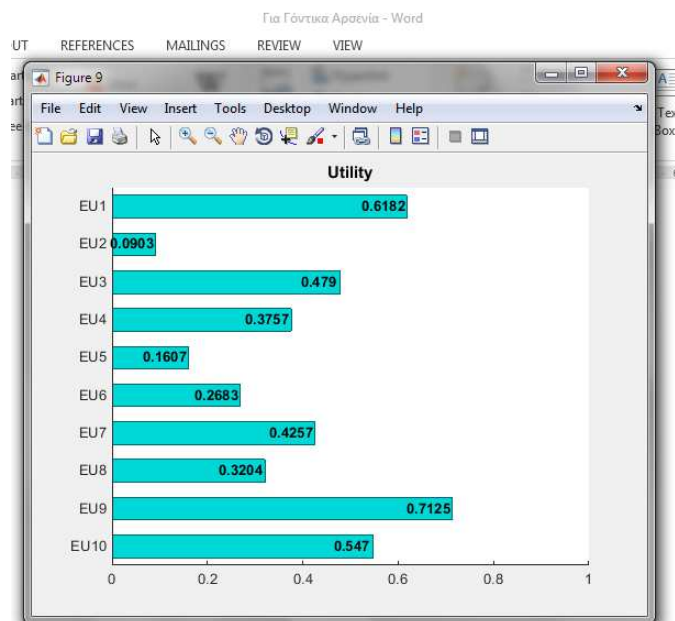 Για Γόντικα Αρσενία - Word
UT REFERENCES MAILINGS REVIEW VIEW
Figure 9
File Edit View Insert Tools Desktop Window Help
Utility
EU1 0.6182
EU2 0.0903
EU3 0.479
EU4 0.3757
EU5 0.1607
EU6 0.2683
EU7 0.4257
EU8 0.3204
EU9 0.7125
EU10 0.547
0 0.2 0.4 0.6 0.8 1